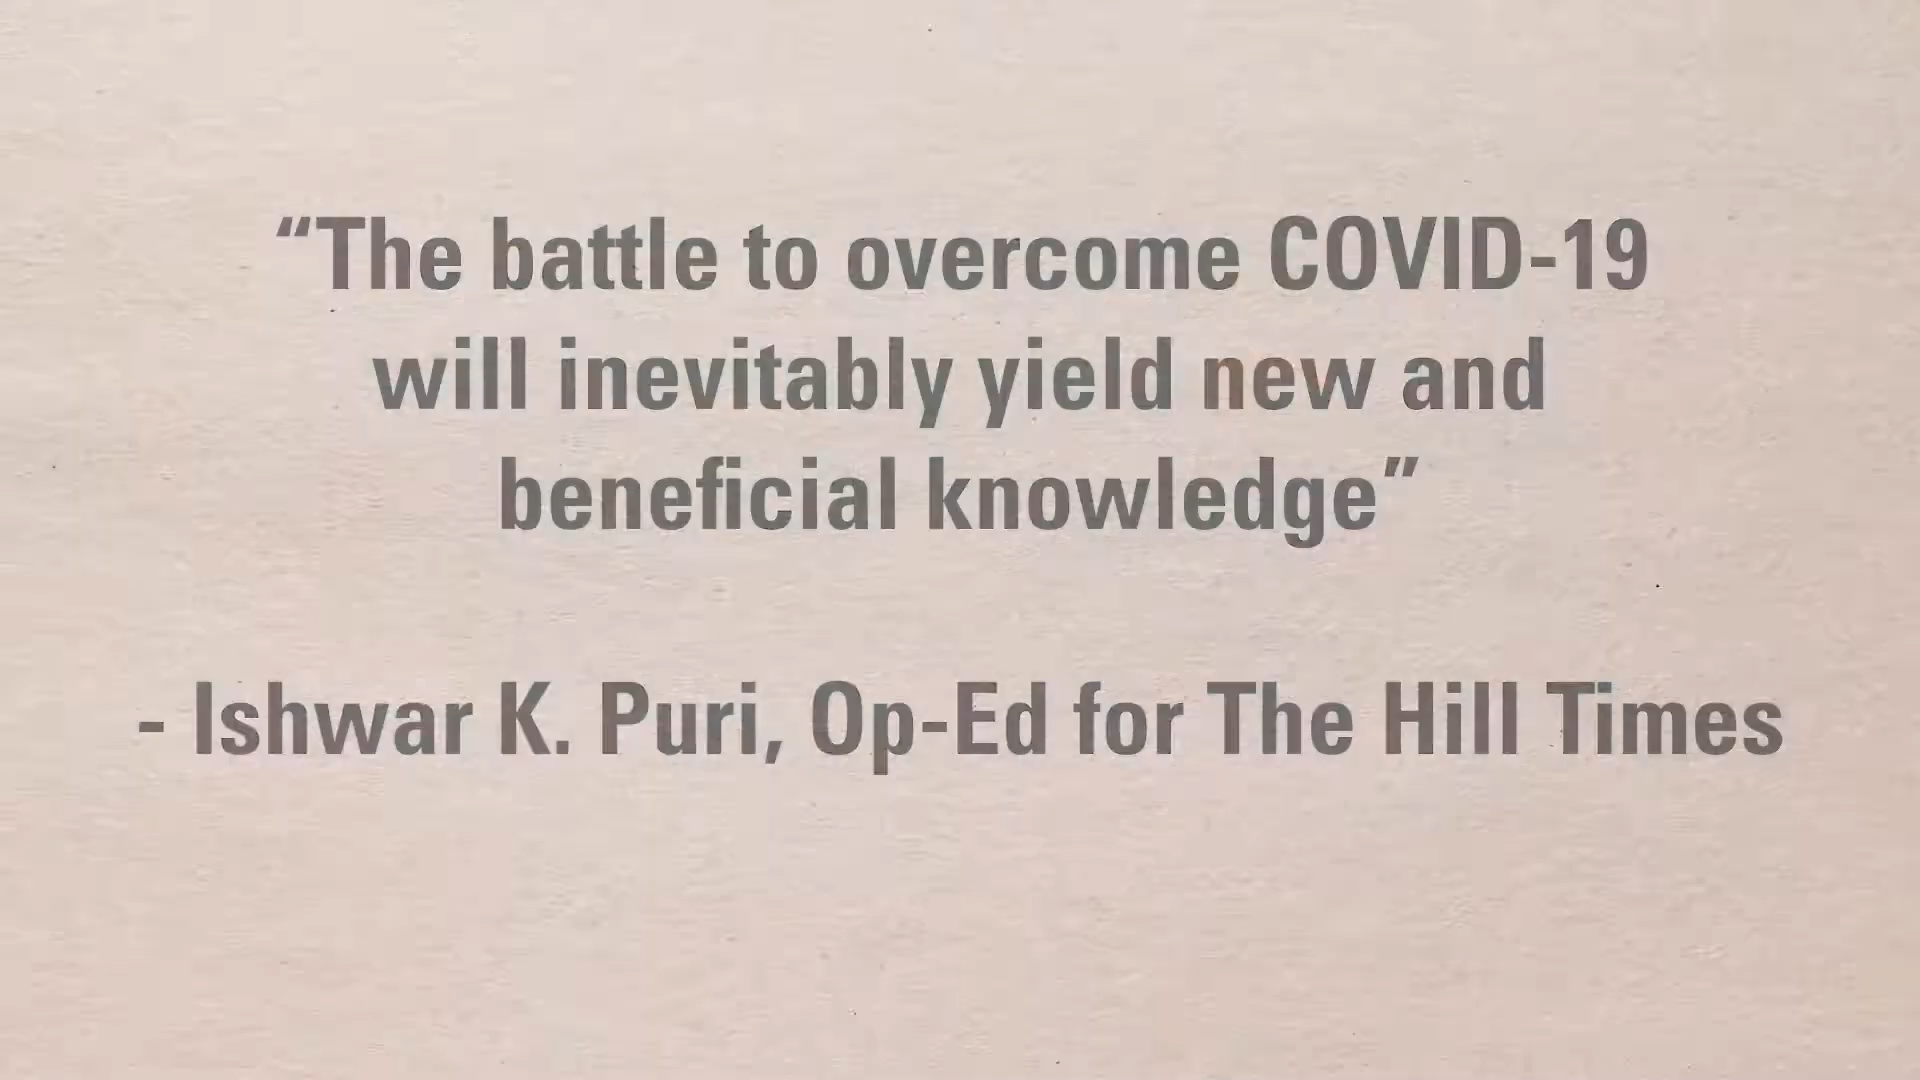 “The battle to overcome COVID-19
will inevitably yield new and
beneficial knowledge”
- Ishwar K. Puri, Op-Ed for The Hill Times